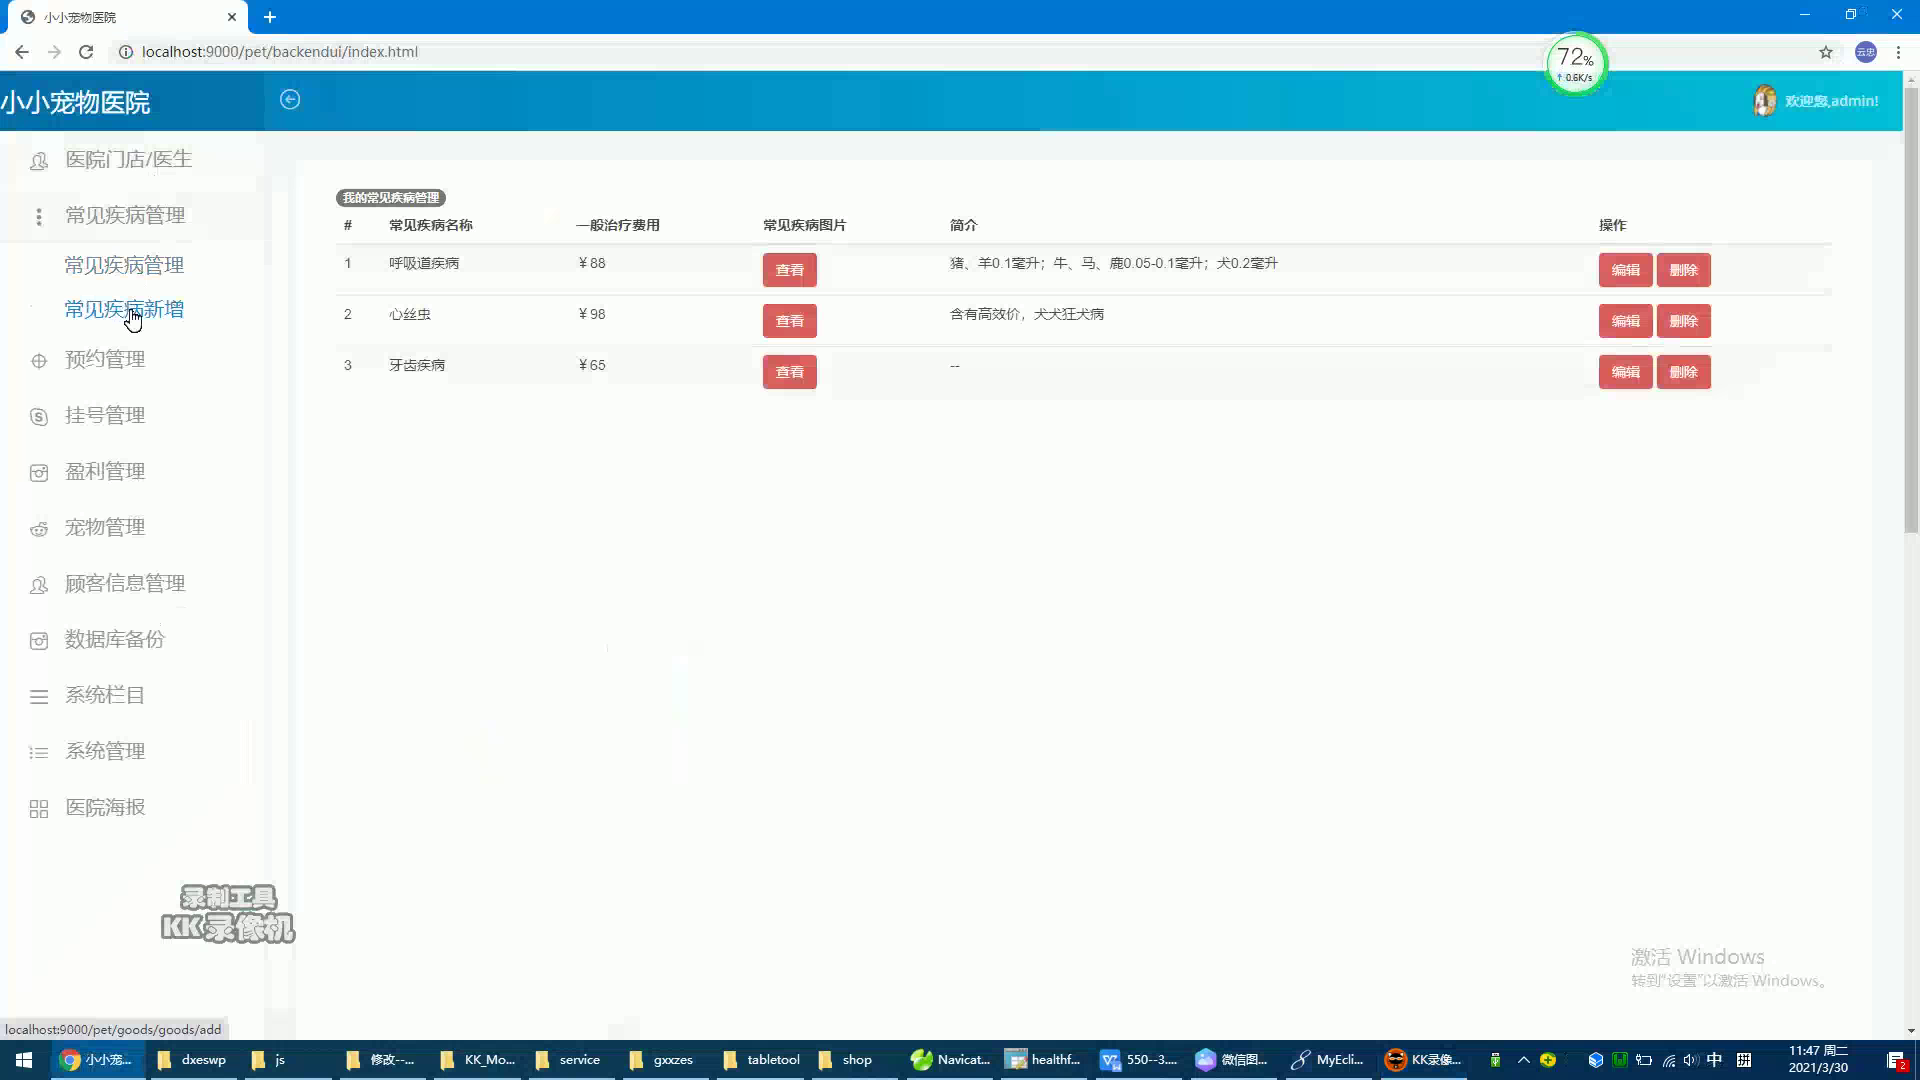 小小宠物医院
localhost:9000/pet/backendui/index.html
72%
↑ 0.6K/s
云忠
小小宠物医院
欢迎您,admin!
医院门店/医生
常见疾病管理
常见疾病管理
常见疾病新增
预约管理
挂号管理
盈利管理
宠物管理
顾客信息管理
数据库备份
系统栏目
系统管理
医院海报
我的常见疾病管理
# 常见疾病名称 一般治疗费用 常见疾病图片 简介 操作
1 呼吸道疾病 ￥88 查看 猪、羊0.1毫升；牛、马、鹿0.05-0.1毫升；犬0.2毫升 编辑 删除
2 心丝虫 ￥98 查看 含有高效价，犬犬狂犬病 编辑 删除
3 牙齿疾病 ￥65 查看 -- 编辑 删除
录制工具
KK录像机
激活 Windows
转到"设置"以激活 Windows。
localhost:9000/pet/goods/goods/add
小小宠... dxeswp js 修改--... KK_Mo... service gxxzes tabletool shop Navicat... healthf... 550--3.... 微信图... MyEcli... KK录像... 中 拼 11:47 周二
2021/3/30
2